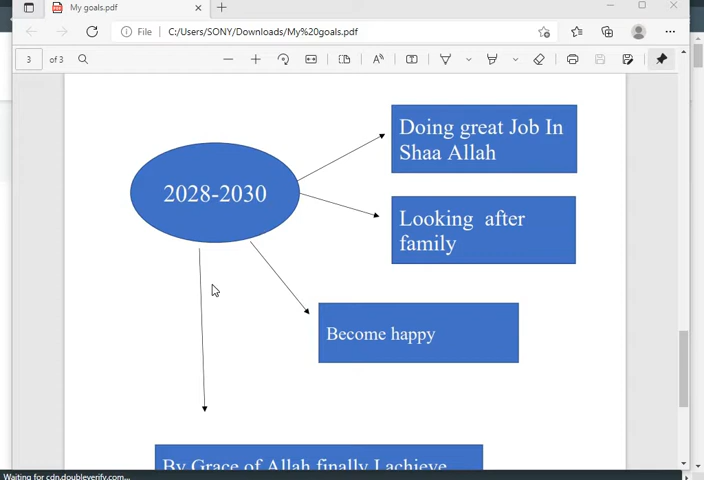 My goals.pdf
File
C:/Users/SONY/Downloads/My%20goals.pdf
3
of 3
2028-2030
Doing great Job In
Shaa Allah
Looking after
family
Become happy
By Grace of Allah finally I achieve
Waiting for cdn.doubleverify.com...